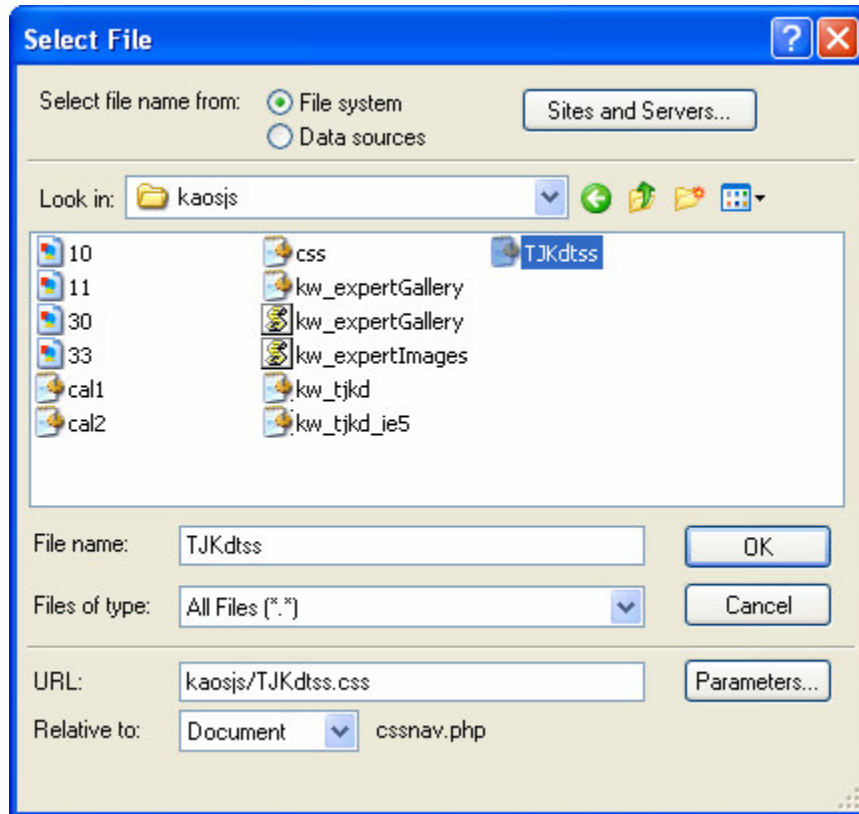 Select File
Select file name from:
File system
Sites and Servers...
Data sources
Look in:
kaosjs
10
11
30
33
cal1
cal2
css
kw_expertGallery
kw_expertGallery
kw_expertImages
kw_tjkd
kw_tjkd_ie5
TJKdtss
File name:
TJKdtss
OK
Files of type:
All Files (*.*)
Cancel
URL:
kaosjs/TJKdtss.css
Parameters...
Relative to:
Document
cssnav.php